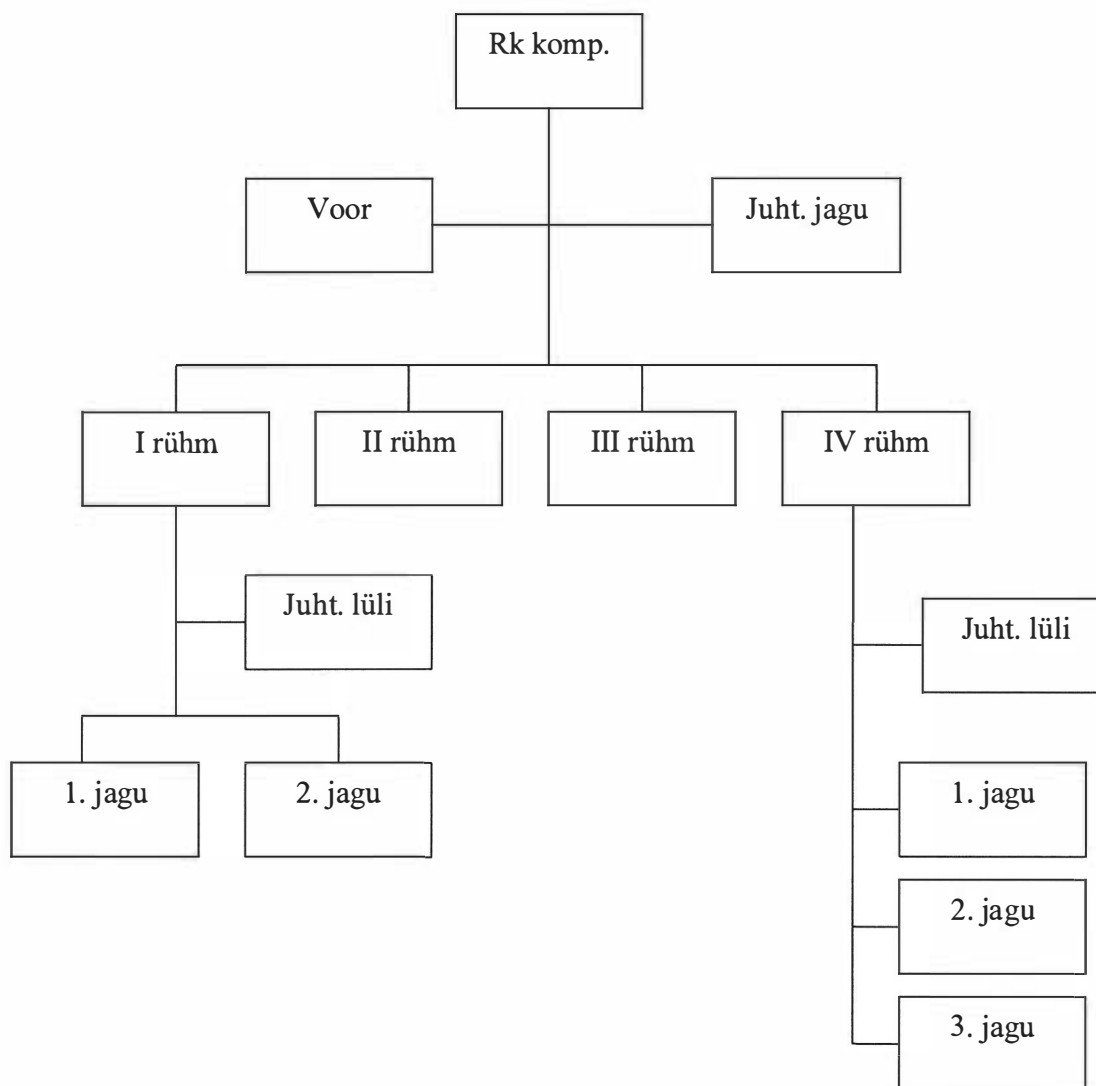 Rk komp.
Voor
Juht. jagu
I rühm
II rühm
III rühm
IV rühm
Juht. lüli
Juht. lüli
1. jagu
2. jagu
1. jagu
2. jagu
3. jagu